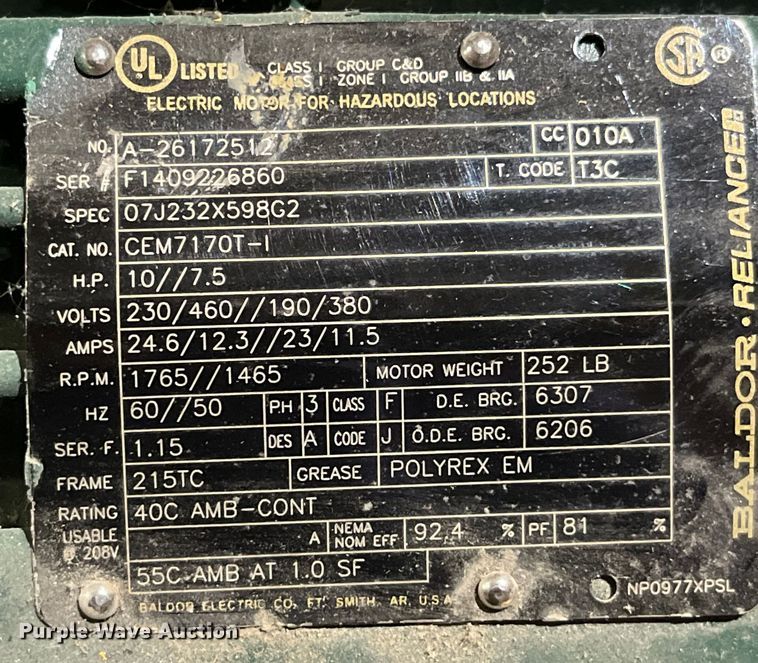 UL LISTED CLASS I GROUP C&D SA ®
CLASS I ZONE I GROUP IIB & IIA
ELECTRIC MOTOR FOR HAZARDOUS LOCATIONS
NO. A-26172512 CC 010A
SER # F1409226860 T. CODE T3C
SPEC 07J232X598G2
CAT. NO. CEM7170T-I
H.P. 10//7.5
VOLTS 230/460//190/380
AMPS 24.6/12.3//23/11.5
R.P.M. 1765//1465 MOTOR WEIGHT 252 LB
HZ 60//50 PH 3 CLASS F D.E. BRG. 6307
SER. F. 1.15 DES A CODE J O.D.E. BRG. 6206
FRAME 215TC GREASE POLYREX EM
RATING 40C AMB-CONT
USABLE @ 208V A NEMA NOM EFF 92.4 % PF 81 %
55C AMB AT 1.0 SF
BALDOR ELECTRIC CO. FT. SMITH, AR. U.S.A.
NP0977XPSL
BALDOR · RELIANCE
Purple Wave Auction